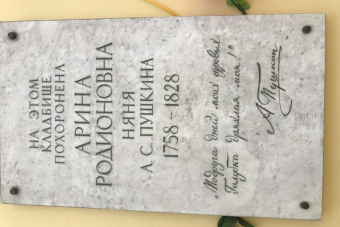 НА ЭТОМ
КЛАДБИЩЕ
ПОХОРОНЕНА
АРИНА
РОДИОНОВНА
НЯНЯ
А. С. ПУШКИНА
1758 – 1828
"Подруга дней моих суровых
Голубка дряхлая моя!"
А. Пушкин